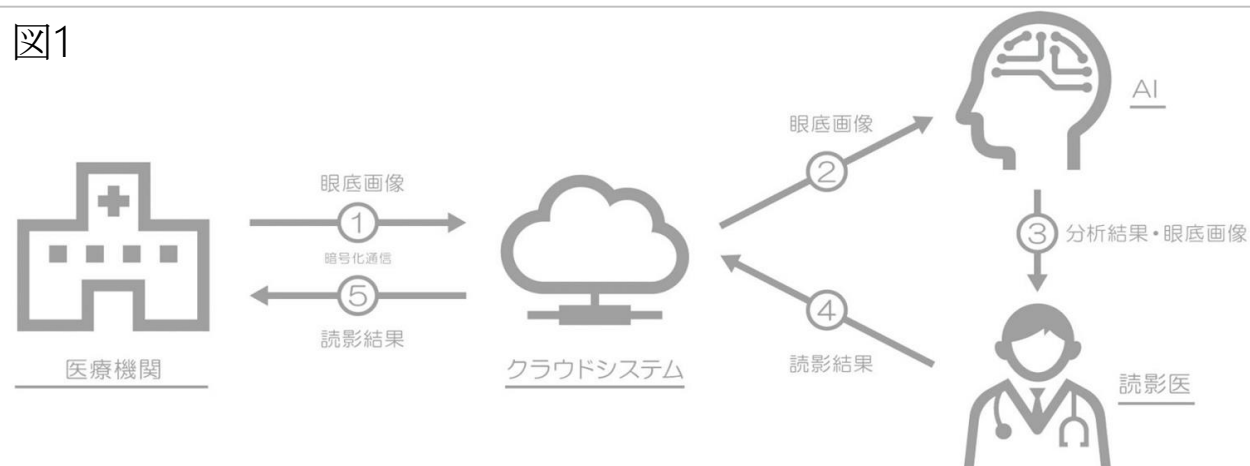 図1
眼底画像
①
暗号化通信
⑤
読影結果
医療機関
クラウドシステム
眼底画像
②
④
読影結果
AI
③ 分析結果・眼底画像
読影医